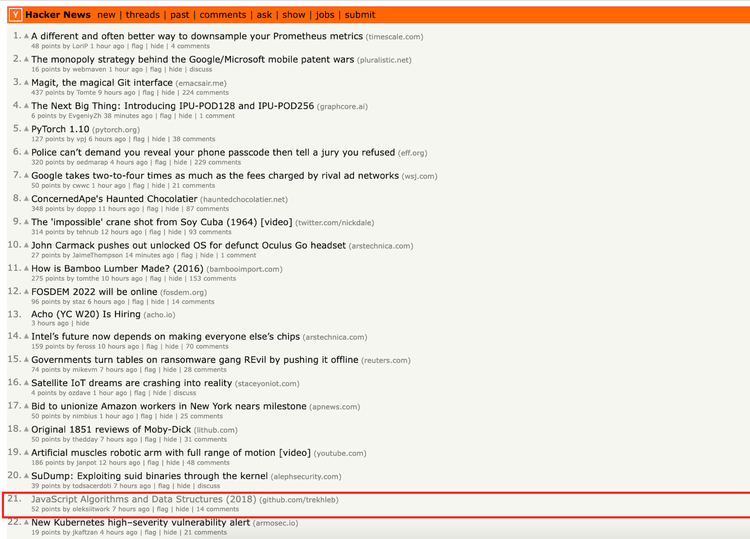 Y Hacker News new | threads | past | comments | ask | show | jobs | submit
1. A different and often better way to downsample your Prometheus metrics (timescale.com)
48 points by LoriP 1 hour ago | flag | hide | 4 comments
2. The monopoly strategy behind the Google/Microsoft mobile patent wars (pluralistic.net)
16 points by webmaven 1 hour ago | flag | hide | discuss
3. Magit, the magical Git interface (emacsair.me)
437 points by Tomte 9 hours ago | flag | hide | 224 comments
4. The Next Big Thing: Introducing IPU-POD128 and IPU-POD256 (graphcore.ai)
6 points by EvgeniyZh 38 minutes ago | flag | hide | 1 comment
5. PyTorch 1.10 (pytorch.org)
127 points by vpj 6 hours ago | flag | hide | 38 comments
6. Police can’t demand you reveal your phone passcode then tell a jury you refused (eff.org)
320 points by oedmarap 4 hours ago | flag | hide | 229 comments
7. Google takes two-to-four times as much as the fees charged by rival ad networks (wsj.com)
50 points by cwwc 1 hour ago | flag | hide | 21 comments
8. ConcernedApe's Haunted Chocolatier (hauntedchocolatier.net)
348 points by doppp 11 hours ago | flag | hide | 87 comments
9. The 'impossible' crane shot from Soy Cuba (1964) [video] (twitter.com/nickdale)
314 points by tehnub 12 hours ago | flag | hide | 93 comments
10. John Carmack pushes out unlocked OS for defunct Oculus Go headset (arstechnica.com)
27 points by JaimeThompson 14 minutes ago | flag | hide | 1 comment
11. How is Bamboo Lumber Made? (2016) (bambooimport.com)
275 points by tomthe 10 hours ago | flag | hide | 153 comments
12. FOSDEM 2022 will be online (fosdem.org)
96 points by staz 6 hours ago | flag | hide | 14 comments
13. Acho (YC W20) Is Hiring (acho.io)
3 hours ago | hide
14. Intel’s future now depends on making everyone else’s chips (arstechnica.com)
159 points by feross 10 hours ago | flag | hide | 70 comments
15. Governments turn tables on ransomware gang REvil by pushing it offline (reuters.com)
74 points by mikevm 7 hours ago | flag | hide | 28 comments
16. Satellite IoT dreams are crashing into reality (staceyoniot.com)
4 points by ozdave 1 hour ago | flag | hide | discuss
17. Bid to unionize Amazon workers in New York nears milestone (apnews.com)
50 points by nimbius 1 hour ago | flag | hide | 25 comments
18. Original 1851 reviews of Moby-Dick (lithub.com)
50 points by thedday 7 hours ago | flag | hide | 31 comments
19. Artificial muscles robotic arm with full range of motion [video] (youtube.com)
186 points by janpot 12 hours ago | flag | hide | 48 comments
20. SuDump: Exploiting suid binaries through the kernel (alephsecurity.com)
39 points by todsacerdoti 7 hours ago | flag | hide | discuss
21. JavaScript Algorithms and Data Structures (2018) (github.com/trekhleb)
52 points by oleksiitwork 7 hours ago | flag | hide | 14 comments
22. New Kubernetes high–severity vulnerability alert (armosec.io)
19 points by jkaftzan 4 hours ago | flag | hide | 21 comments